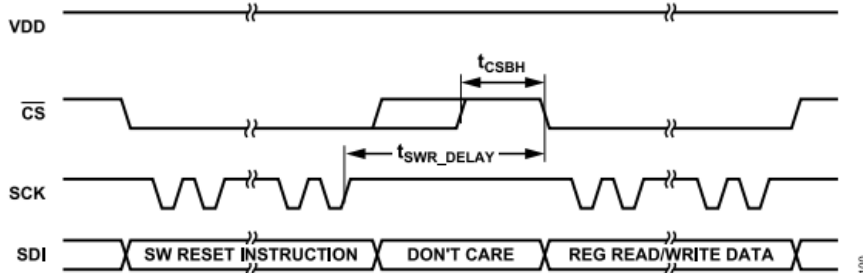 VDD
tCSBH
CS
tSWR_DELAY
SCK
SDI SW RESET INSTRUCTION DON'T CARE REG READ/WRITE DATA